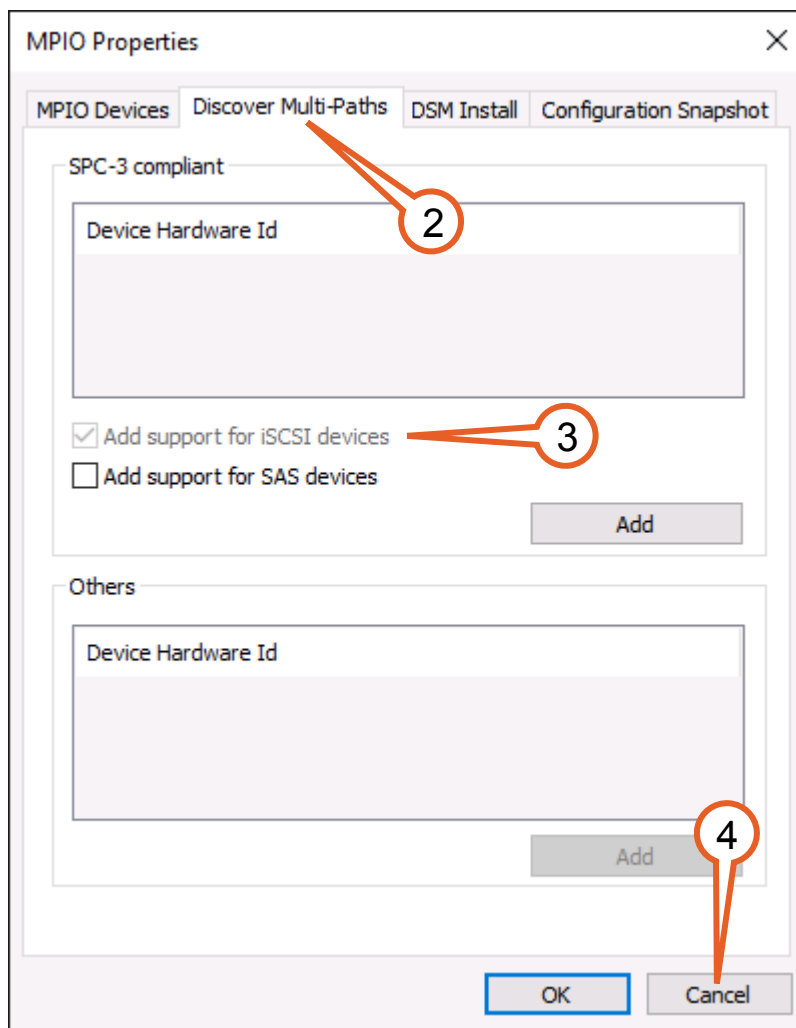 MPIO Properties
MPIO Devices Discover Multi-Paths DSM Install Configuration Snapshot
2
SPC-3 compliant
Device Hardware Id
Add support for iSCSI devices
3
Add support for SAS devices
Add
Others
Device Hardware Id
4
Add
OK Cancel